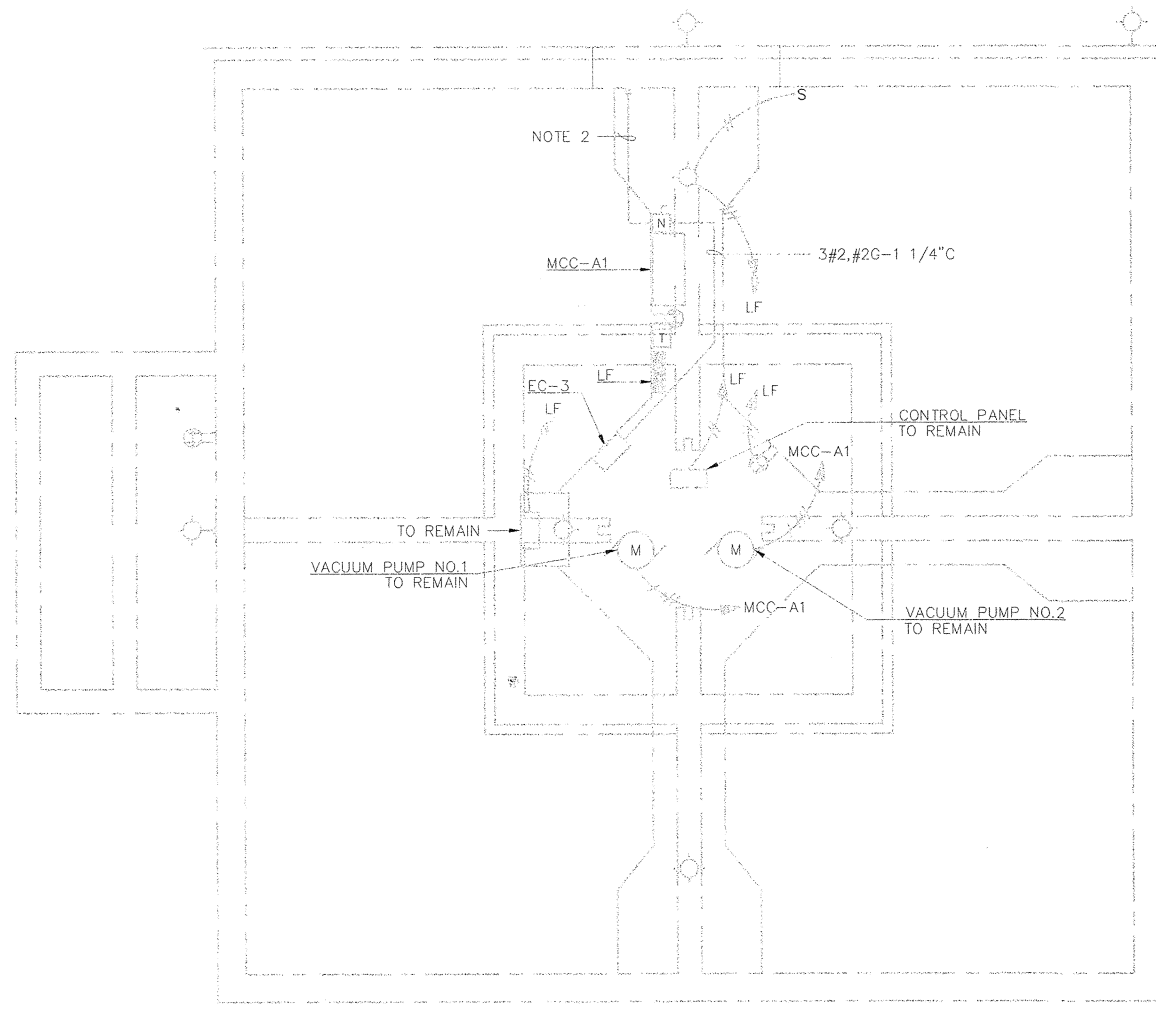 S
NOTE 2
N
3#2,#2G-1 1/4"C
MCC-A1
LF
T
LF
EC-3
LF
LF
LF
CONTROL PANEL
TO REMAIN
MCC-A1
TO REMAIN
M
M
VACUUM PUMP NO.1
TO REMAIN
MCC-A1
VACUUM PUMP NO.2
TO REMAIN